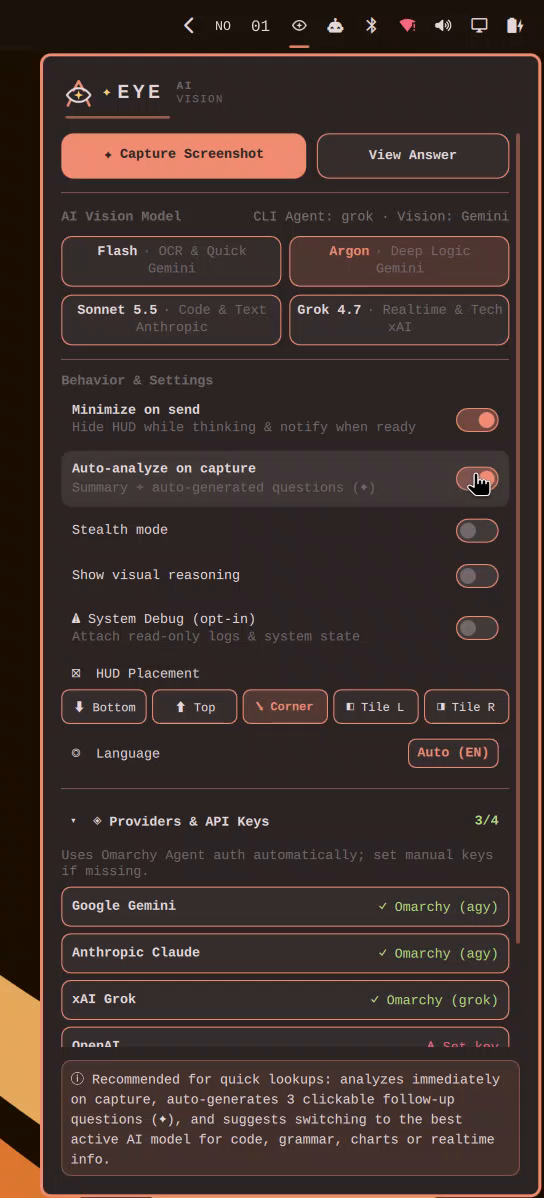 NO 01
EYE AI VISION
Capture Screenshot View Answer
AI Vision Model CLI Agent: grok · Vision: Gemini
Flash · OCR & Quick
Gemini
Argon · Deep Logic
Gemini
Sonnet 5.5 · Code & Text
Anthropic
Grok 4.7 · Realtime & Tech
xAI
Behavior & Settings
Minimize on send
Hide HUD while thinking & notify when ready
Auto-analyze on capture
Summary + auto-generated questions (✦)
Stealth mode
Show visual reasoning
System Debug (opt-in)
Attach read-only logs & system state
HUD Placement
Bottom Top Corner Tile L Tile R
Language Auto (EN)
Providers & API Keys 3/4
Uses Omarchy Agent auth automatically; set manual keys
if missing.
Google Gemini ✓ Omarchy (agy)
Anthropic Claude ✓ Omarchy (agy)
xAI Grok ✓ Omarchy (grok)
OpenAI Set key
ⓘ Recommended for quick lookups: analyzes immediately
on capture, auto-generates 3 clickable follow-up
questions (✦), and suggests switching to the best
active AI model for code, grammar, charts or realtime
info.